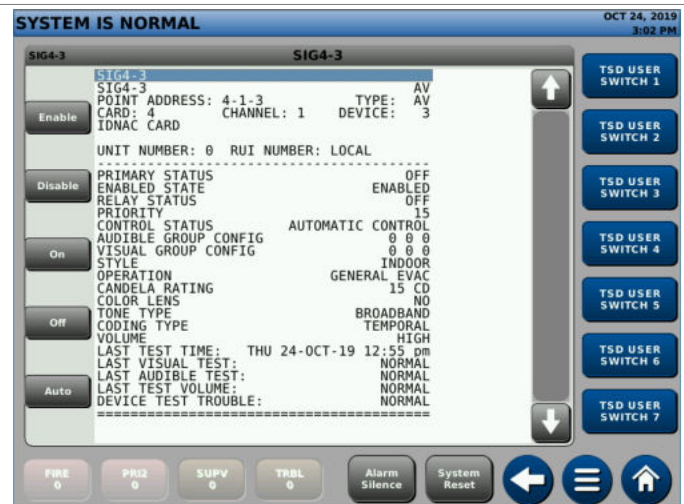 SYSTEM IS NORMAL
OCT 24, 2019
3:02 PM
SIG4-3
SIG4-3
SIG4-3
SIG4-3 AV
POINT ADDRESS: 4-1-3 TYPE: AV
CARD: 4 CHANNEL: 1 DEVICE: 3
IDNAC CARD
UNIT NUMBER: 0 RUI NUMBER: LOCAL
----------------------------------------
PRIMARY STATUS OFF
ENABLED STATE ENABLED
RELAY STATUS OFF
PRIORITY 15
CONTROL STATUS AUTOMATIC CONTROL
AUDIBLE GROUP CONFIG 0 0 0
VISUAL GROUP CONFIG 0 0 0
STYLE INDOOR
OPERATION GENERAL EVAC
CANDELA RATING 15 CD
COLOR LENS NO
TONE TYPE BROADBAND
CODING TYPE TEMPORAL
VOLUME HIGH
LAST TEST TIME: THU 24-OCT-19 12:55 pm
LAST VISUAL TEST: NORMAL
LAST AUDIBLE TEST: NORMAL
LAST TEST VOLUME: NORMAL
DEVICE TEST TROUBLE: NORMAL
========================================
Enable
Disable
On
Off
Auto
TSD USER
SWITCH 1
TSD USER
SWITCH 2
TSD USER
SWITCH 3
TSD USER
SWITCH 4
TSD USER
SWITCH 5
TSD USER
SWITCH 6
TSD USER
SWITCH 7
FIRE
0
PRI2
0
SUPV
0
TRBL
0
Alarm
Silence
System
Reset